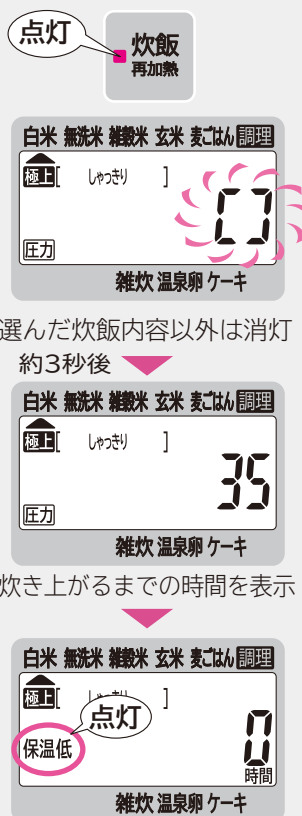 点灯
炊飯
再加熱
白米 無洗米 雑穀米 玄米 麦ごはん 調理
極上[ しゃっきり ]
圧力
雑炊 温泉卵 ケーキ
選んだ炊飯内容以外は消灯
約3秒後
白米 無洗米 雑穀米 玄米 麦ごはん 調理
極上[ しゃっきり ]
35
圧力
雑炊 温泉卵 ケーキ
炊き上がるまでの時間を表示
白米 無洗米 雑穀米 玄米 麦ごはん 調理
極上[ ]
点灯
保温低
0
時間
雑炊 温泉卵 ケーキ